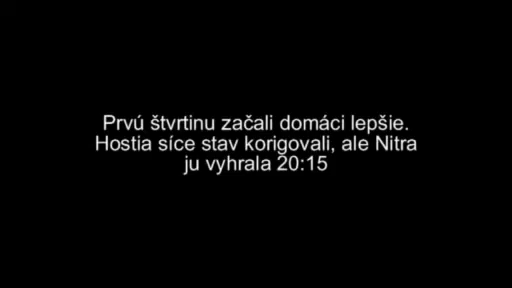 Prvú štvrtinu začali domáci lepšie.
Hostia síce stav korigovali, ale Nitra
ju vyhrala 20:15